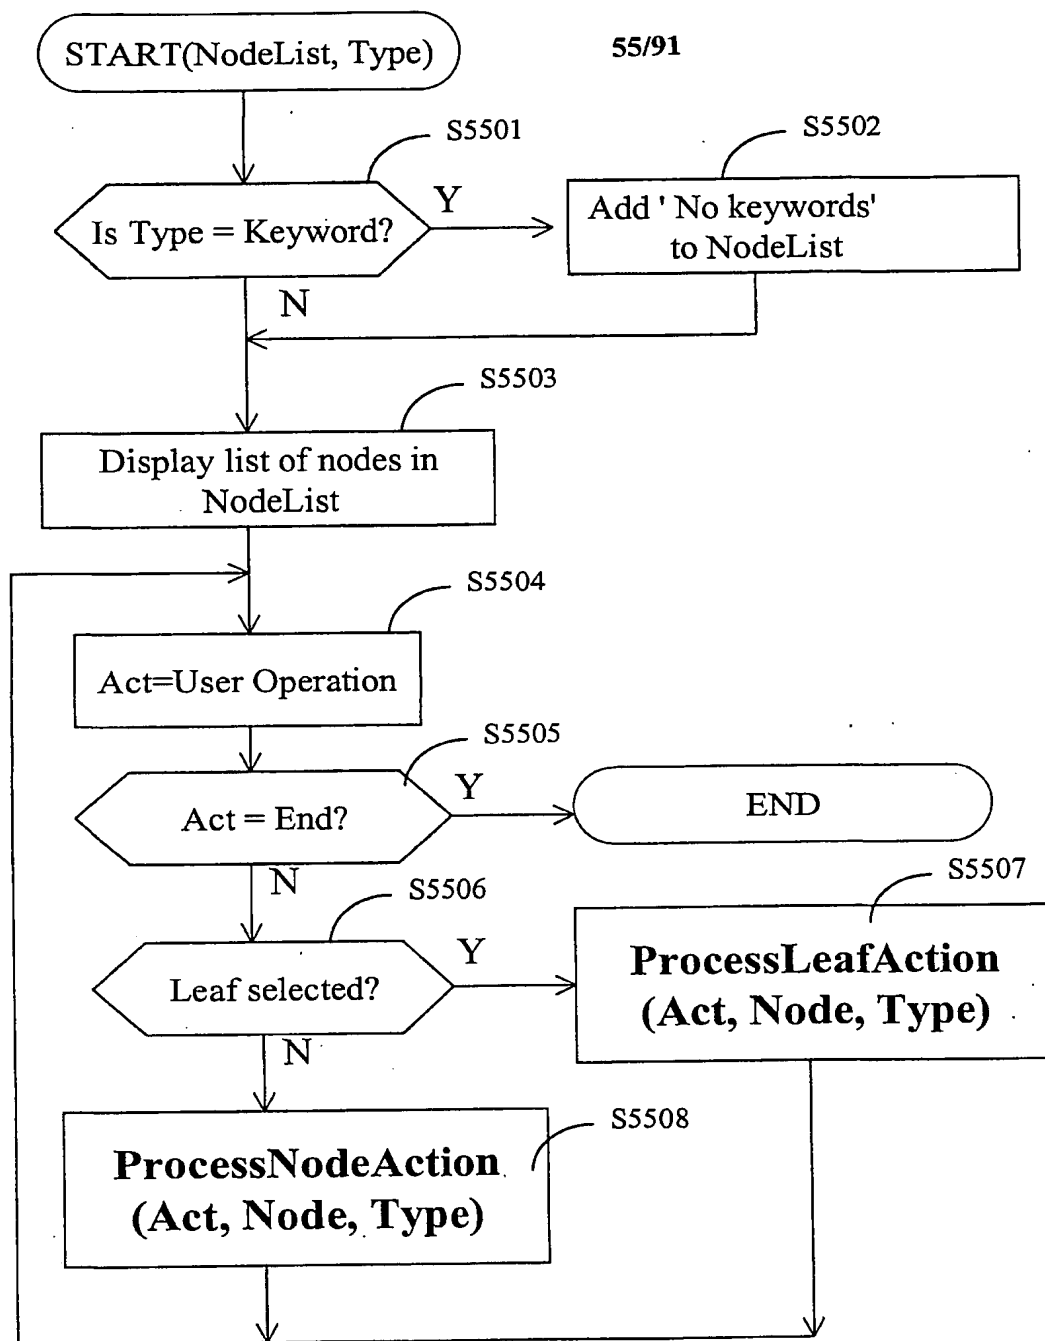 START(NodeList, Type)
55/91
S5501
S5502
Is Type = Keyword?
Y
Add ' No keywords'
to NodeList
N
S5503
Display list of nodes in
NodeList
S5504
Act=User Operation
S5505
Act = End?
Y
END
N
S5506
S5507
Leaf selected?
Y
ProcessLeafAction
(Act, Node, Type)
N
S5508
ProcessNodeAction
(Act, Node, Type)